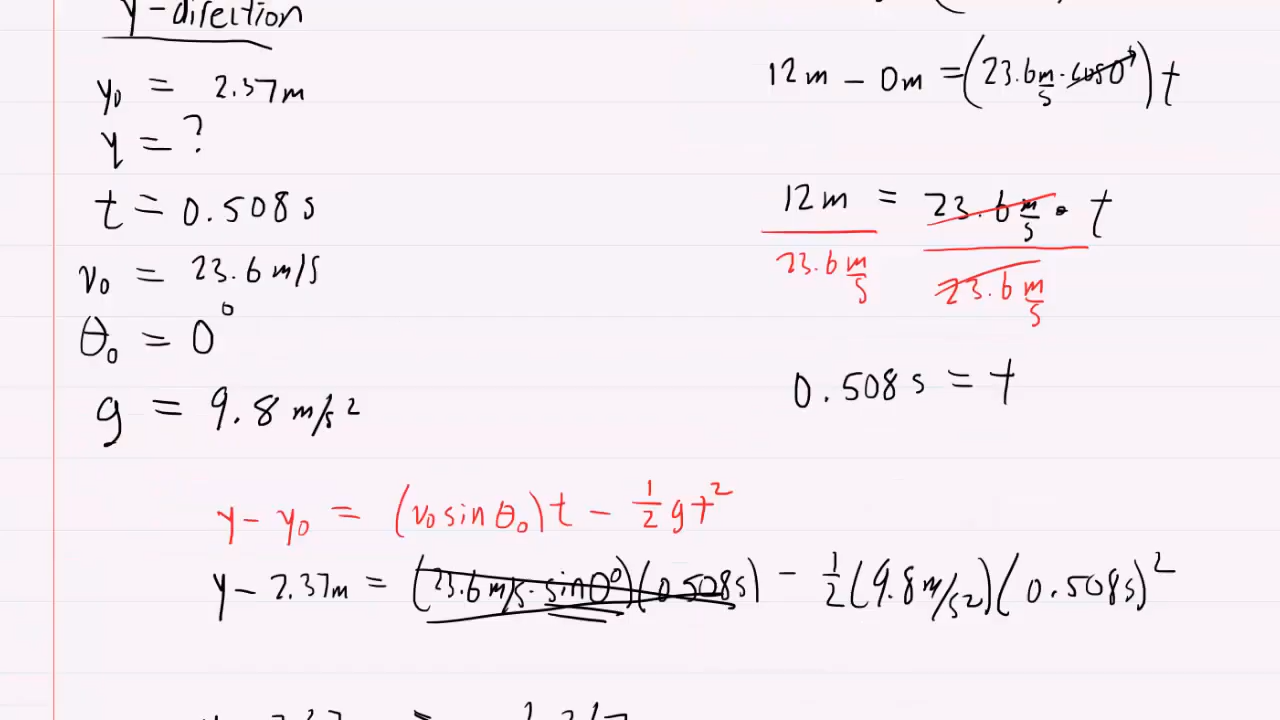 y-direction
y₀ = 2.37m
y = ?
t = 0.508 s
v₀ = 23.6 m/s
θ₀ = 0°
g = 9.8 m/s²
12m - 0m = (23.6 m/s · cos0°) t
12m = 23.6 m/s · t
23.6 m/s 23.6 m/s
0.508 s = t
y - y₀ = (v₀ sin θ₀) t - 1/2 g t²
y - 2.37m = (23.6 m/s · sin0°)(0.508s) - 1/2 (9.8 m/s²)(0.508s)²